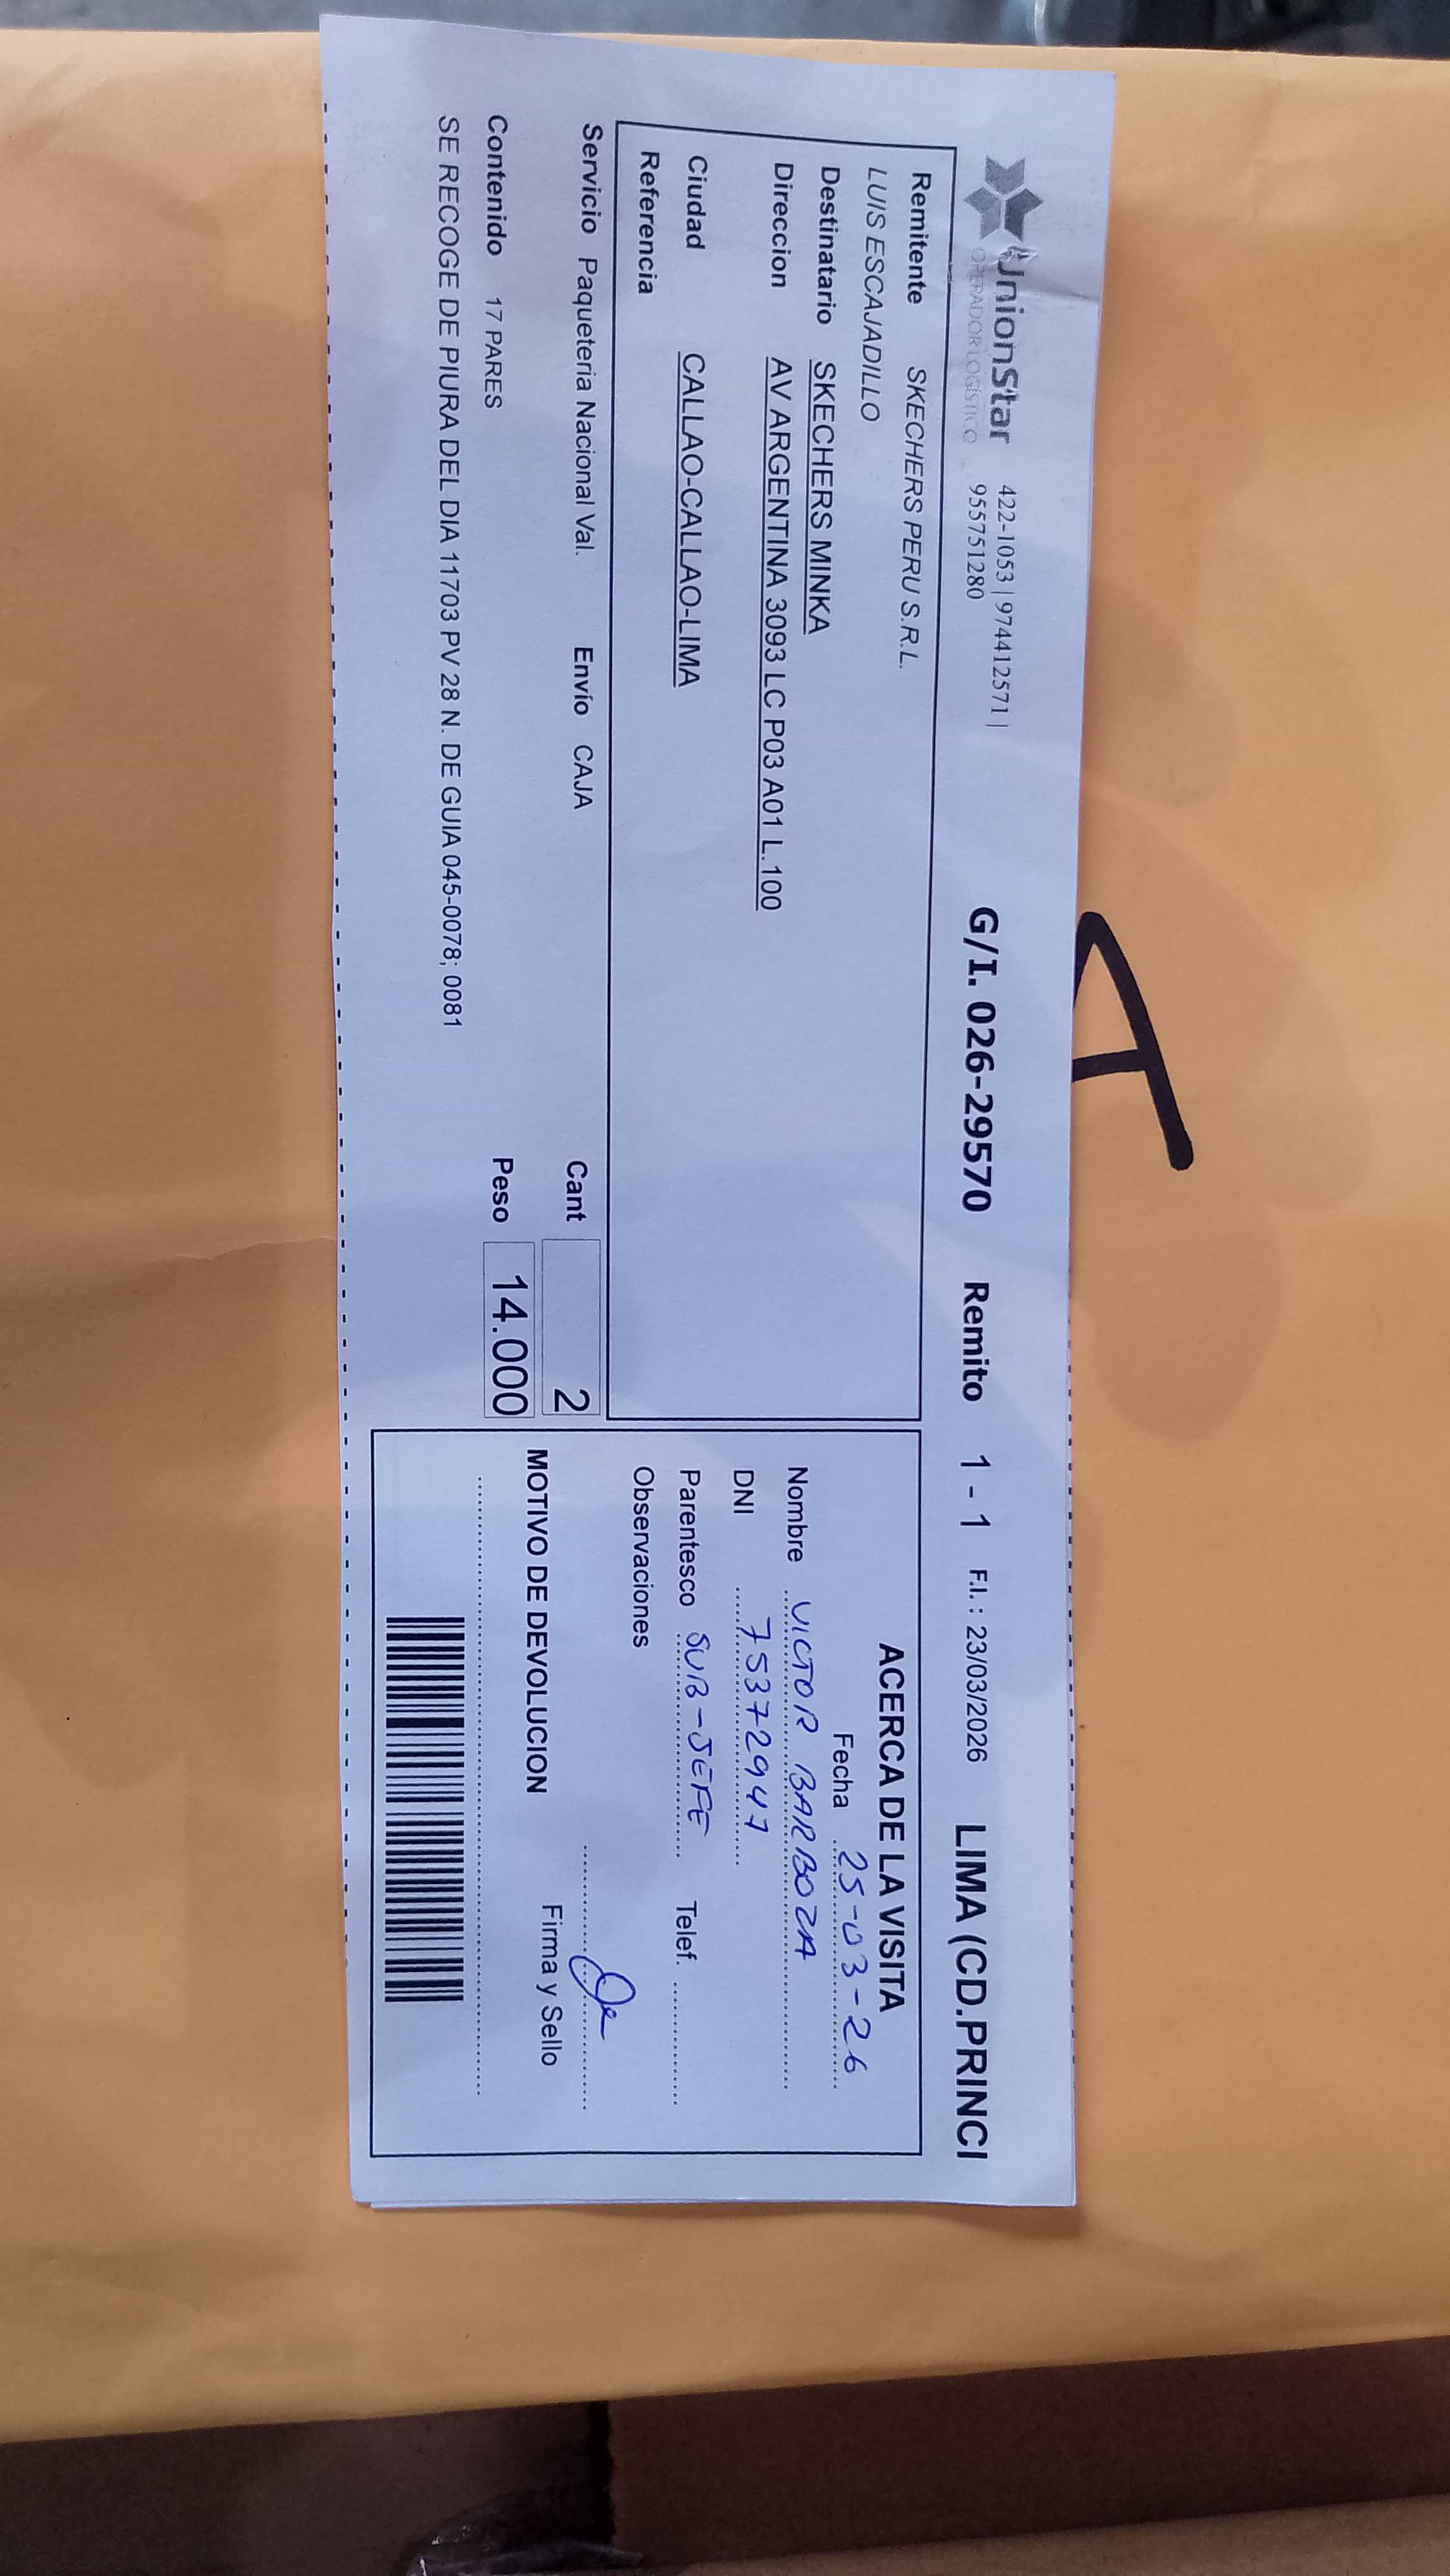 UnionStar
OPERADOR LOGÍSTICO
422-1053 | 974412571 |
955751280
G/I. 026-29570 Remito 1 - 1 F.I. : 23/03/2026 LIMA (CD.PRINCI
Remitente SKECHERS PERU S.R.L.
LUIS ESCAJADILLO
Destinatario SKECHERS MINKA
Direccion AV ARGENTINA 3093 LC P03 A01 L. 100
Ciudad CALLAO-CALLAO-LIMA
Referencia
Servicio Paqueteria Nacional Val. Envío CAJA Cant 2
Contenido 17 PARES Peso 14.000
SE RECOGE DE PIURA DEL DIA 11703 PV 28 N. DE GUIA 045-0078; 0081
ACERCA DE LA VISITA
Fecha 25-03-26
Nombre VICTOR BARBOZA
DNI 75372947
Parentesco SUB-JEFE Telef.
Observaciones
Firma y Sello
MOTIVO DE DEVOLUCION